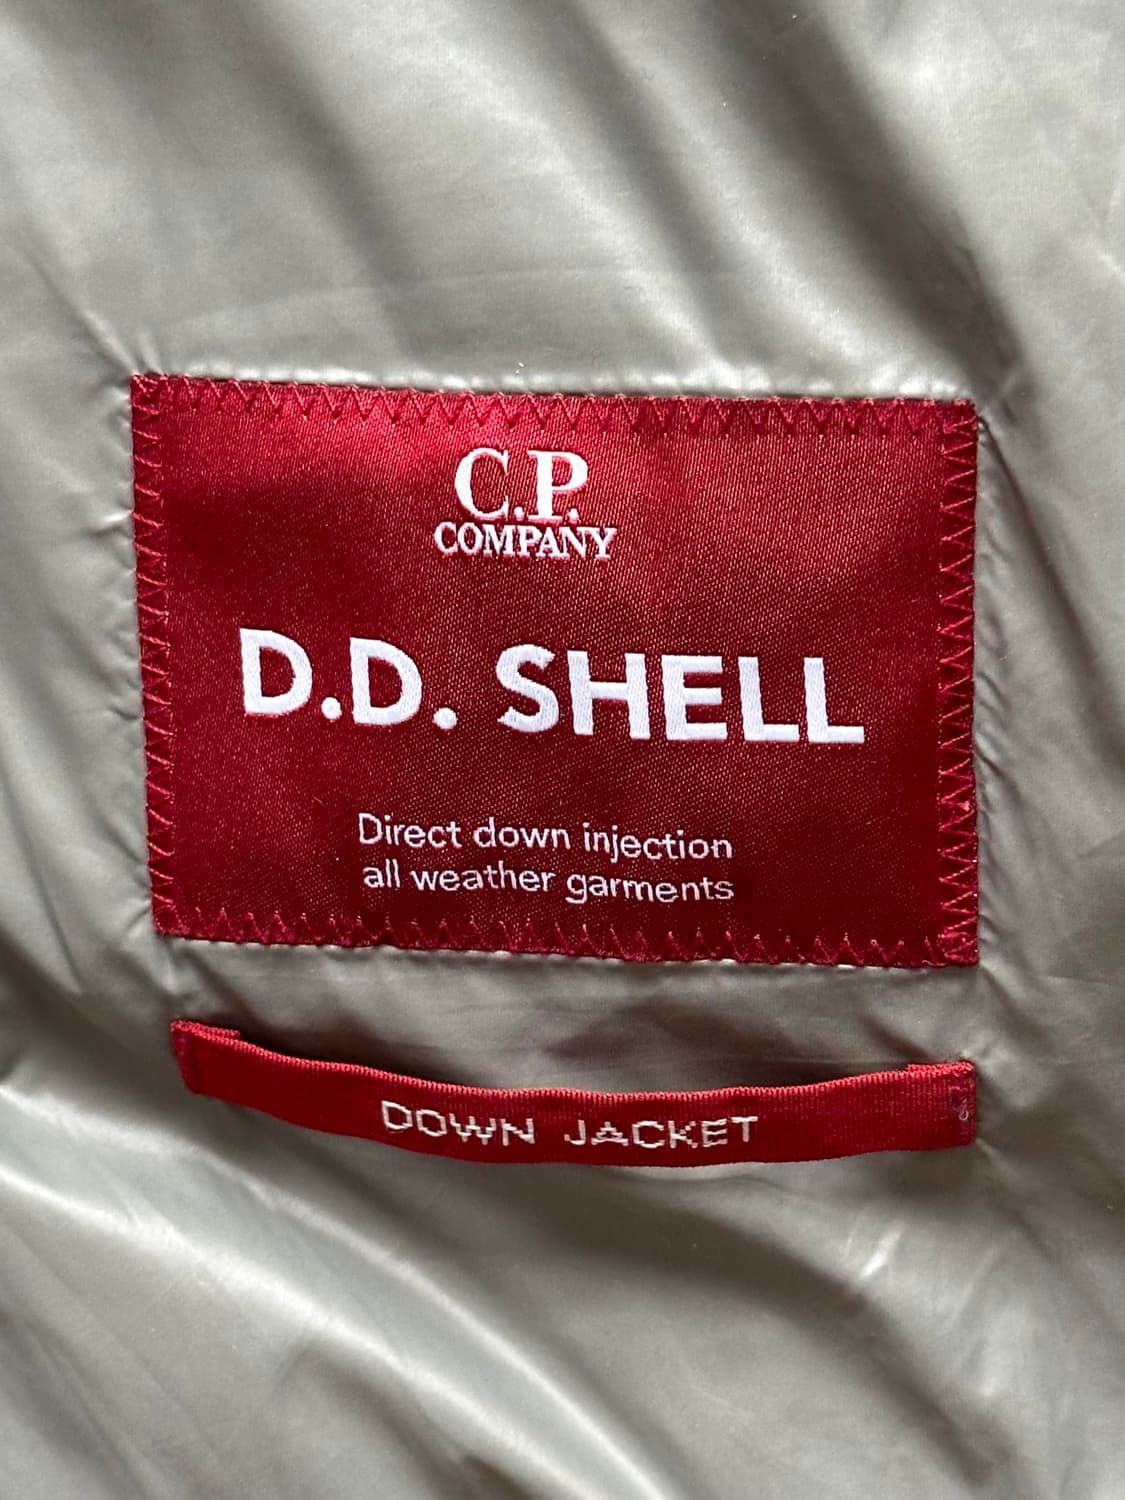 C.P.
COMPANY
D.D. SHELL
Direct down injection
all weather garments
DOWN JACKET